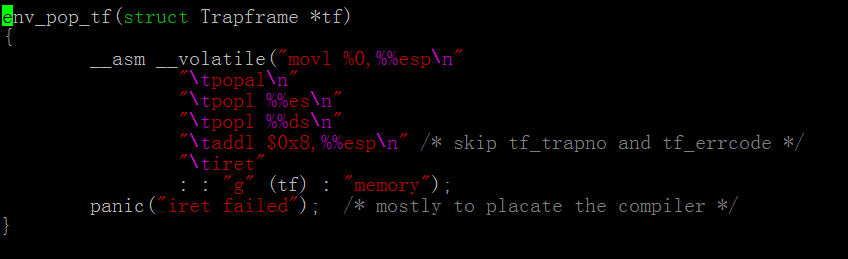 env_pop_tf(struct Trapframe *tf)
{
        __asm __volatile("movl %0,%%esp\n"
                "\tpopal\n"
                "\tpopl %%es\n"
                "\tpopl %%ds\n"
                "\taddl $0x8,%%esp\n" /* skip tf_trapno and tf_errcode */
                "\tiret"
                : : "g" (tf) : "memory");
        panic("iret failed");  /* mostly to placate the compiler */
}